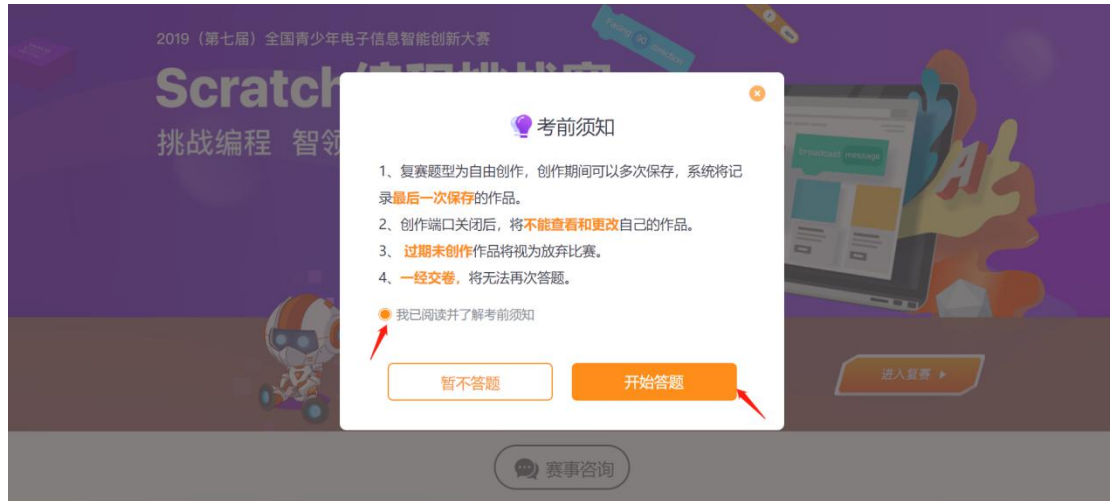 2019（第七届）全国青少年电子信息智能创新大赛
Scratch
挑战编程 智领
Facing 90 direction
broadcast message
考前须知
1、复赛题型为自由创作，创作期间可以多次保存，系统将记
录最后一次保存的作品。
2、创作端口关闭后，将不能查看和更改自己的作品。
3、 过期未创作作品将视为放弃比赛。
4、一经交卷，将无法再次答题。
我已阅读并了解考前须知
暂不答题
开始答题
进入复赛
赛事咨询